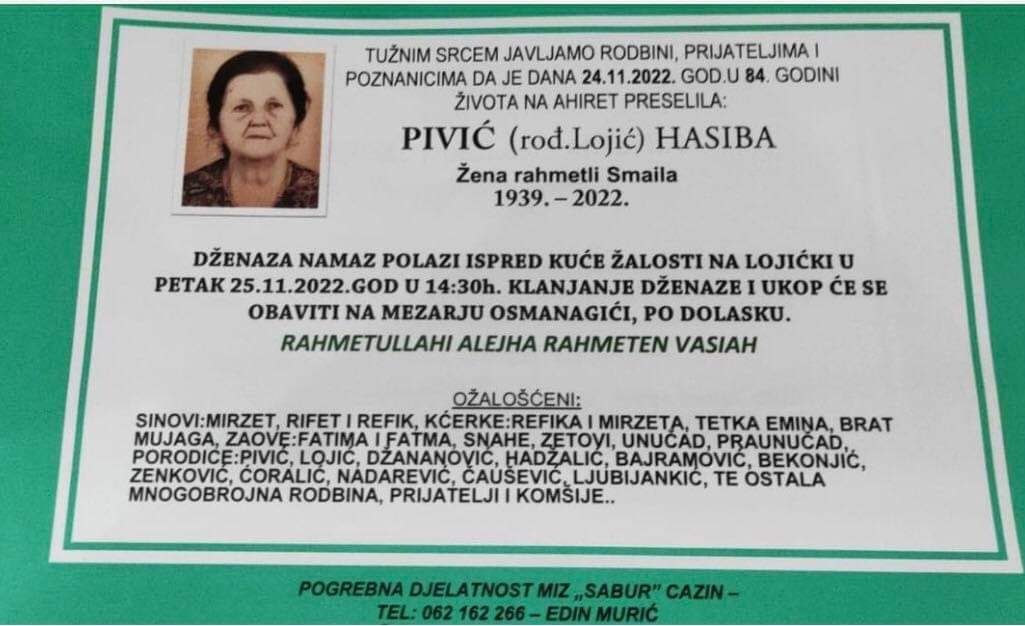 TUŽNIM SRCEM JAVLJAMO RODBINI, PRIJATELJIMA I
POZNANICIMA DA JE DANA 24.11.2022. GOD.U 84. GODINI
ŽIVOTA NA AHIRET PRESELILA:
PIVIĆ (rođ.Lojić) HASIBA
Žena rahmetli Smaila
1939. – 2022.
DŽENAZA NAMAZ POLAZI ISPRED KUĆE ŽALOSTI NA LOJIĆKI U
PETAK 25.11.2022.GOD U 14:30h. KLANJANJE DŽENAZE I UKOP ĆE SE
OBAVITI NA MEZARJU OSMANAGIĆI, PO DOLASKU.
RAHMETULLAHI ALEJHA RAHMETEN VASIAH
OŽALOŠĆENI:
SINOVI:MIRZET, RIFET I REFIK, KĆERKE:REFIKA I MIRZETA, TETKA EMINA, BRAT
MUJAGA, ZAOVE:FATIMA I FATMA, SNAHE, ZETOVI, UNUČAD, PRAUNUČAD,
PORODICE:PIVIĆ, LOJIĆ, DŽANANOVIĆ, HADŽALIĆ, BAJRAMOVIĆ, BEKONJIĆ,
ZENKOVIĆ, ĆORALIĆ, NADAREVIĆ, ČAUŠEVIĆ, LJUBIJANKIĆ, TE OSTALA
MNOGOBROJNA RODBINA, PRIJATELJI I KOMŠIJE..
POGREBNA DJELATNOST MIZ „SABUR” CAZIN –
TEL: 062 162 266 – EDIN MURIĆ